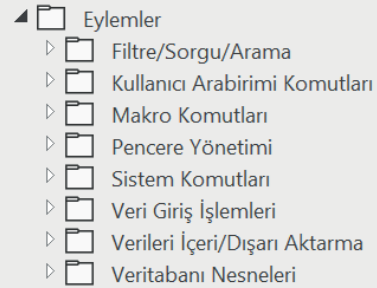 Eylemler
Filtre/Sorgu/Arama
Kullanıcı Arabirimi Komutları
Makro Komutları
Pencere Yönetimi
Sistem Komutları
Veri Giriş İşlemleri
Verileri İçeri/Dışarı Aktarma
Veritabanı Nesneleri